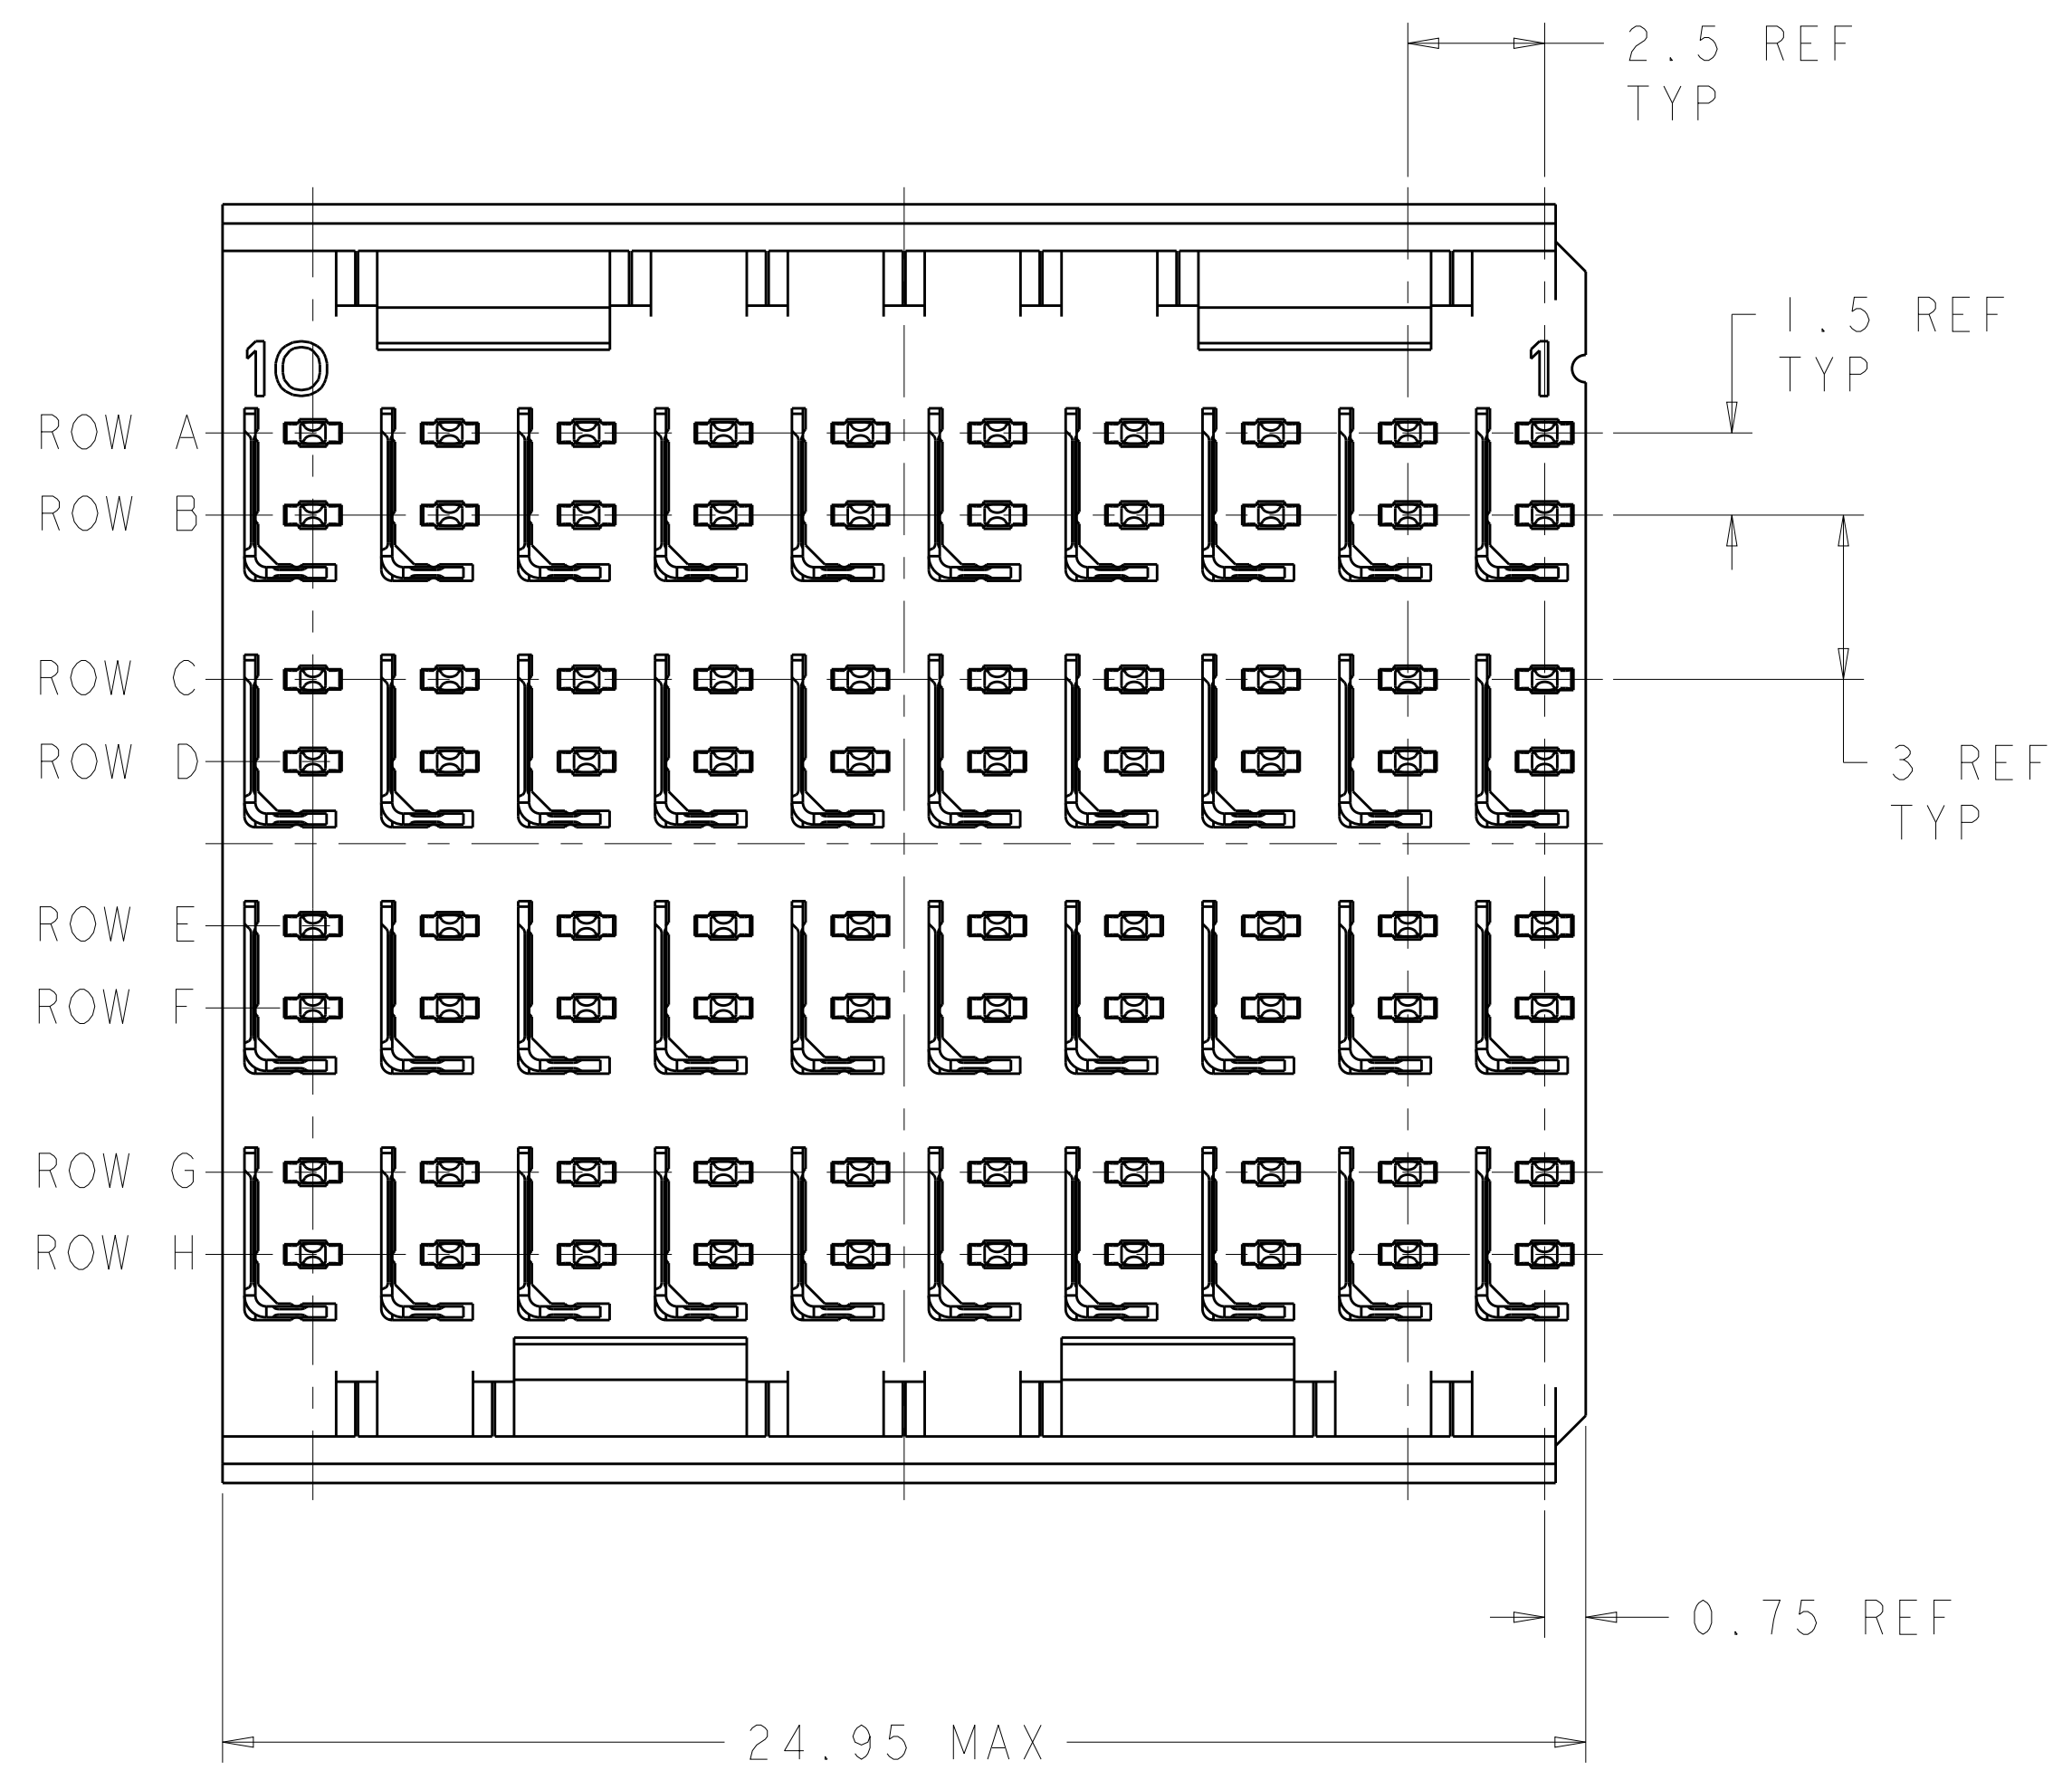 2.5 REF
TYP
1.5 REF
TYP
10
1
ROW A
ROW B
ROW C
ROW D
3 REF
TYP
ROW E
ROW F
ROW G
ROW H
0.75 REF
24.95 MAX